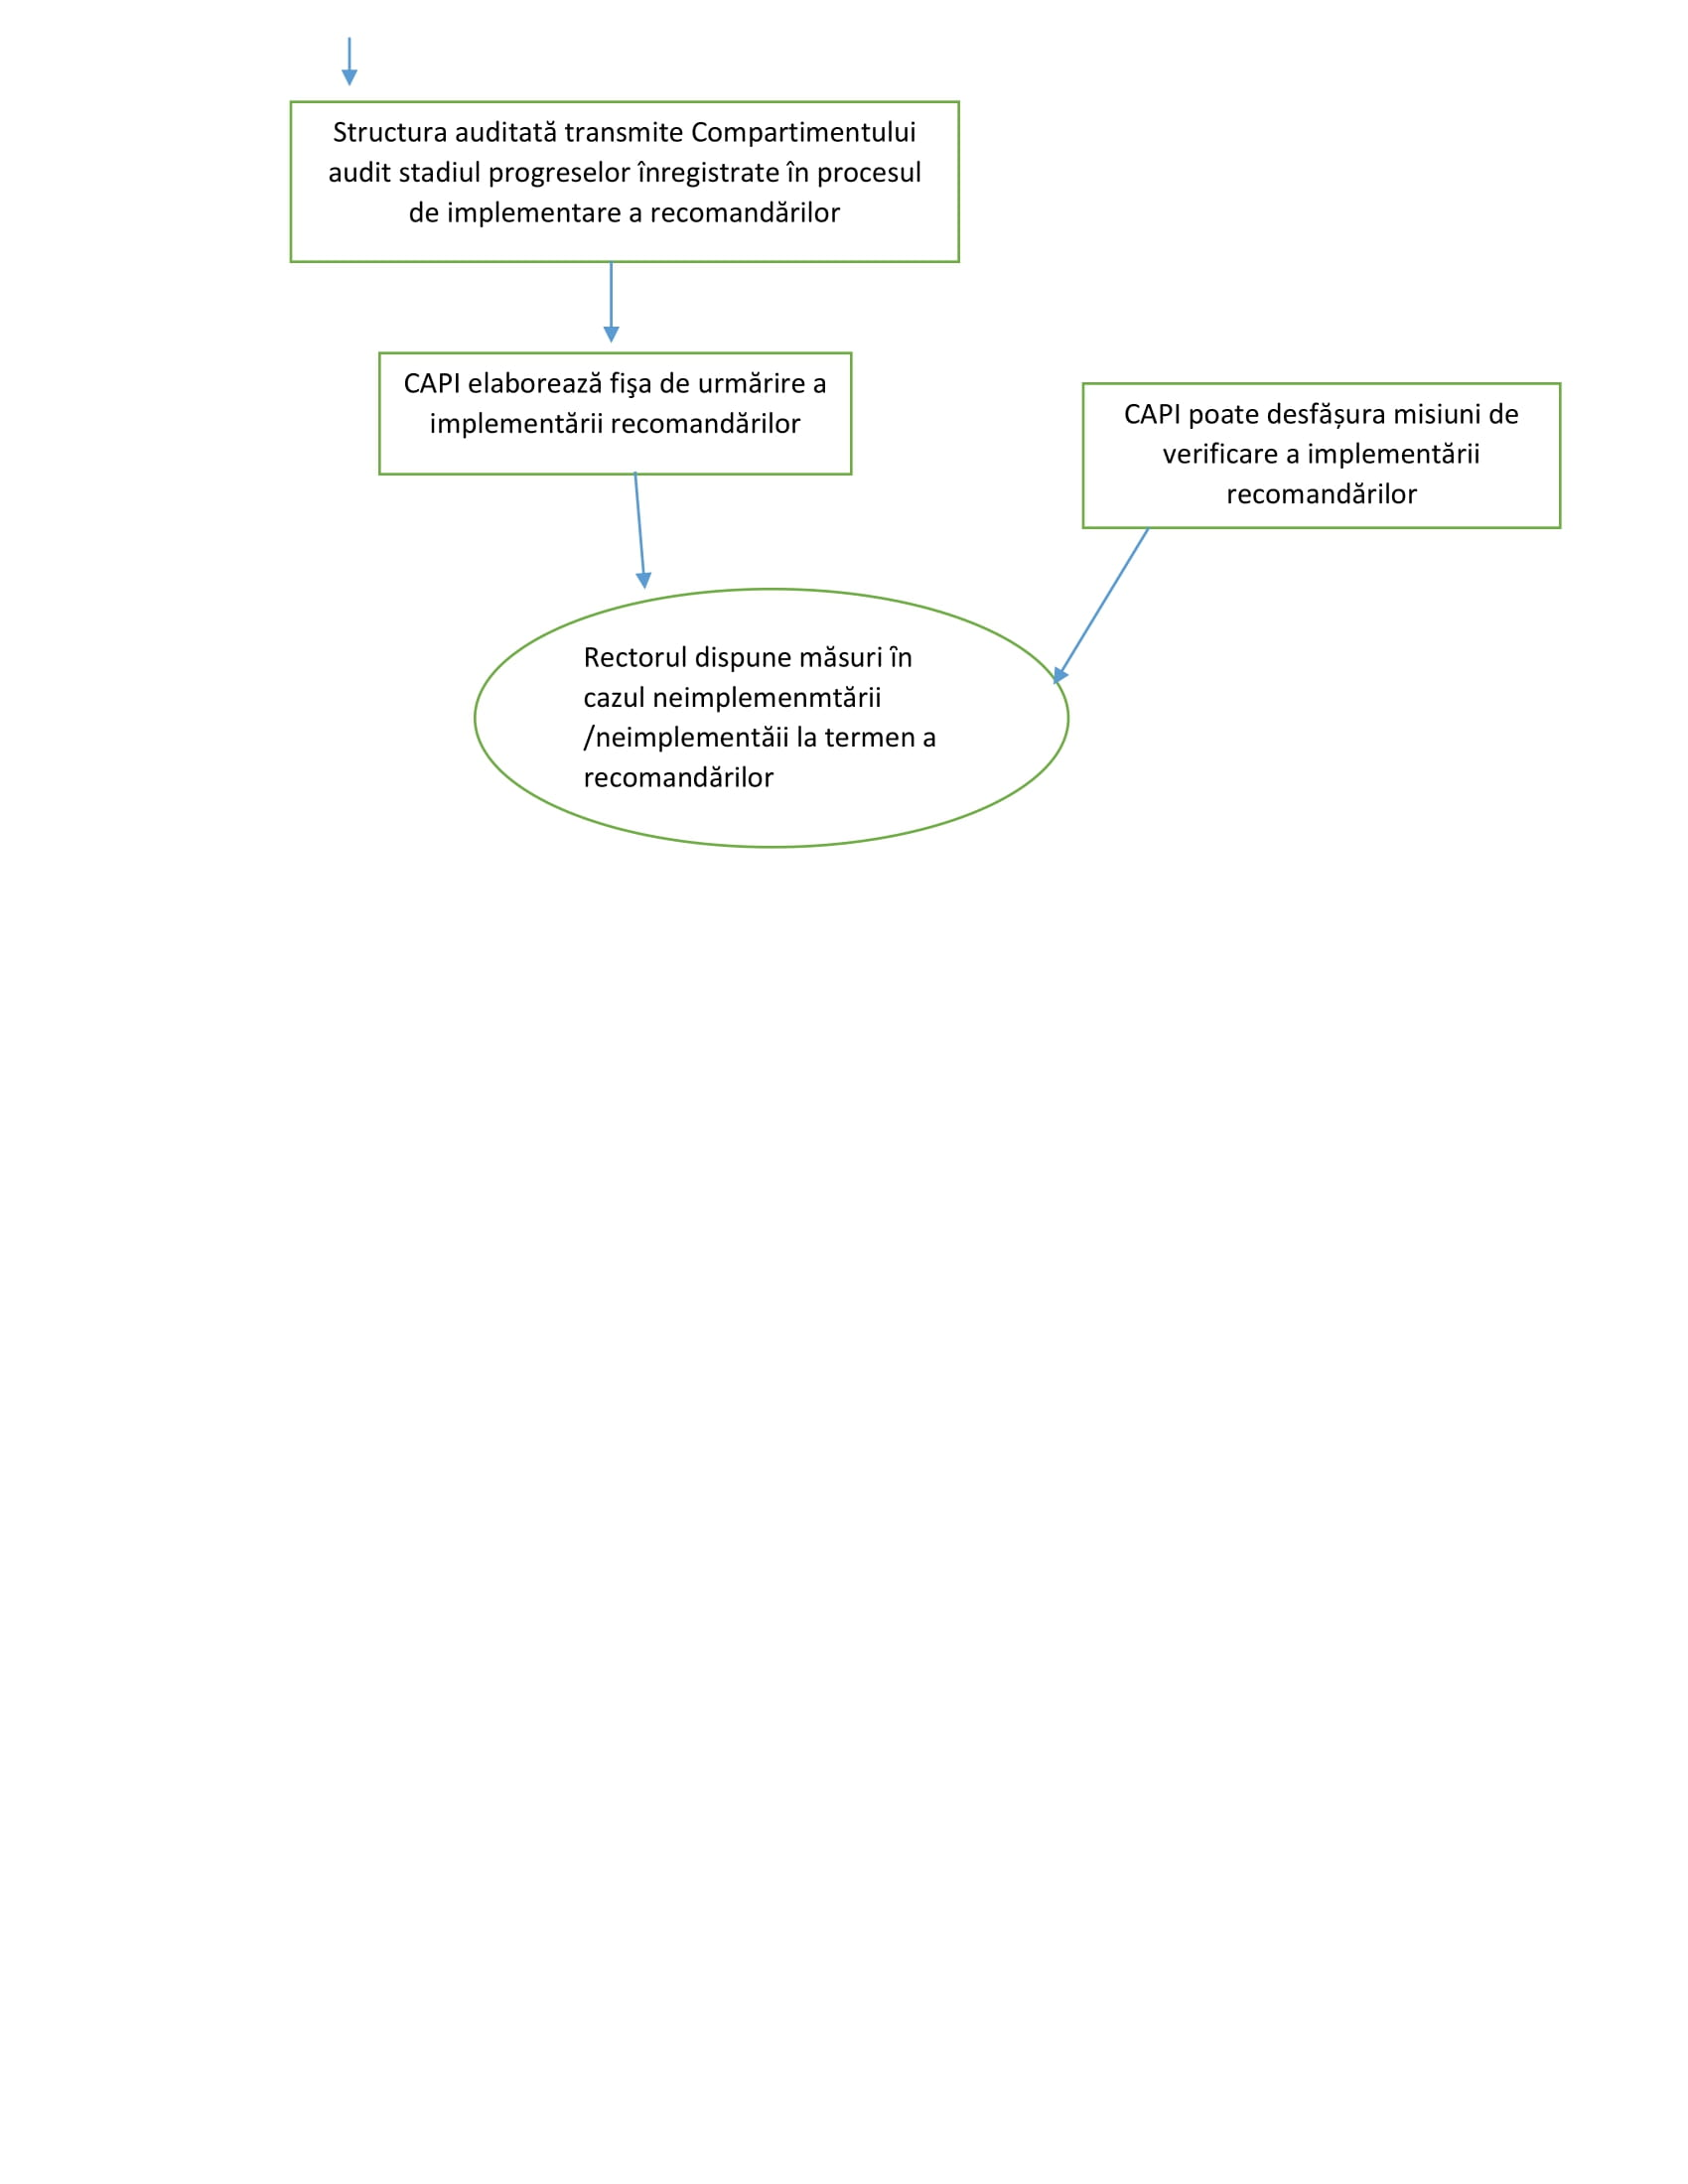 Structura auditată transmite Compartimentului
audit stadiul progreselor înregistrate în procesul
de implementare a recomandărilor
CAPI elaborează fişa de urmărire a
implementării recomandărilor
CAPI poate desfășura misiuni de
verificare a implementării
recomandărilor
Rectorul dispune măsuri în
cazul neimplemenmtării
/neimplementăii la termen a
recomandărilor